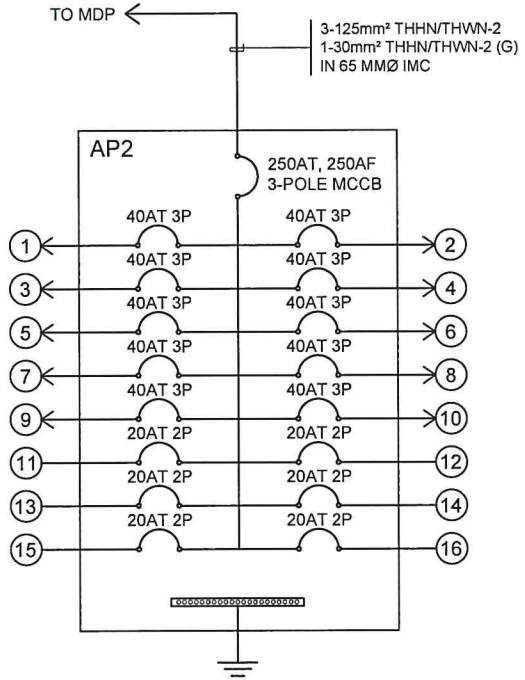 TO MDP
3-125mm² THHN/THWN-2
1-30mm² THHN/THWN-2 (G)
IN 65 MMØ IMC
AP2
250AT, 250AF
3-POLE MCCB
40AT 3P 40AT 3P
1 2
40AT 3P 40AT 3P
3 4
40AT 3P 40AT 3P
5 6
40AT 3P 40AT 3P
7 8
40AT 3P 40AT 3P
9 10
20AT 2P 20AT 2P
11 12
20AT 2P 20AT 2P
13 14
20AT 2P 20AT 2P
15 16